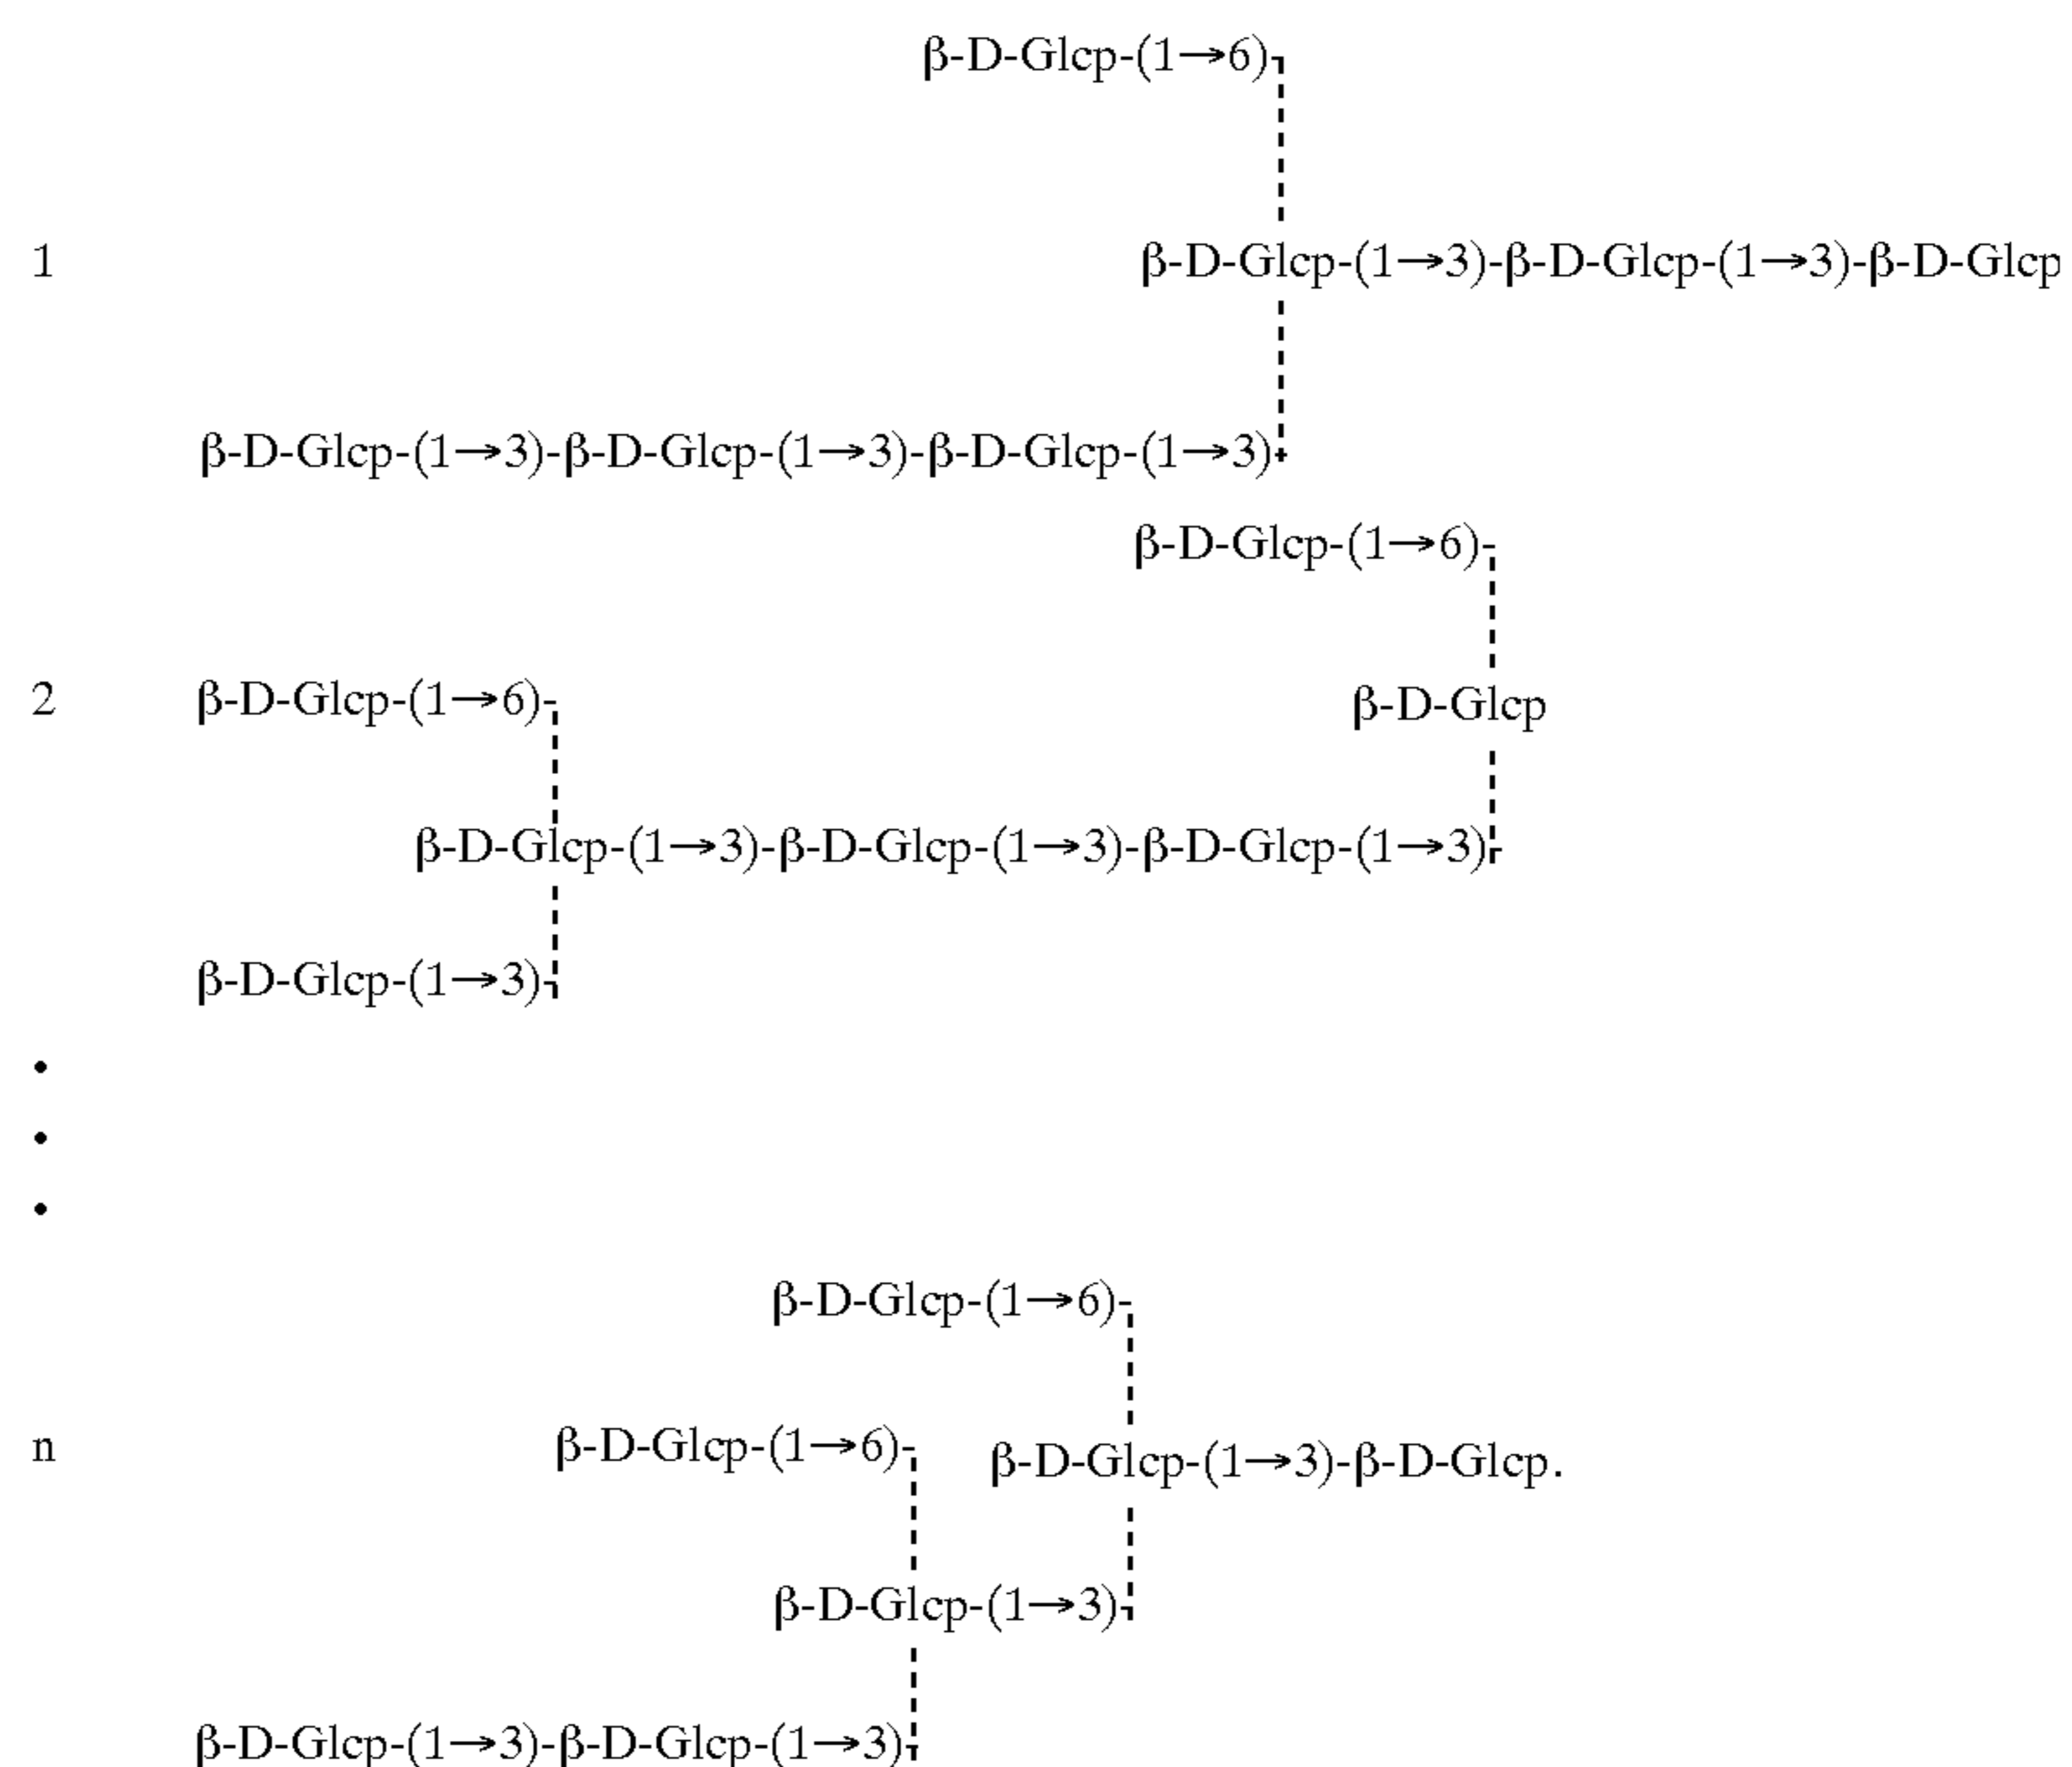 β-D-Glcp-(1→6)-
1 β-D-Glcp-(1→3)-β-D-Glcp-(1→3)-β-D-Glcp
β-D-Glcp-(1→3)-β-D-Glcp-(1→3)-β-D-Glcp-(1→3)-
β-D-Glcp-(1→6)-
2 β-D-Glcp-(1→6)- β-D-Glcp
β-D-Glcp-(1→3)-β-D-Glcp-(1→3)-β-D-Glcp-(1→3)-
β-D-Glcp-(1→3)-
•
•
•
β-D-Glcp-(1→6)-
n β-D-Glcp-(1→6)- β-D-Glcp-(1→3)-β-D-Glcp.
β-D-Glcp-(1→3)-
β-D-Glcp-(1→3)-β-D-Glcp-(1→3)-